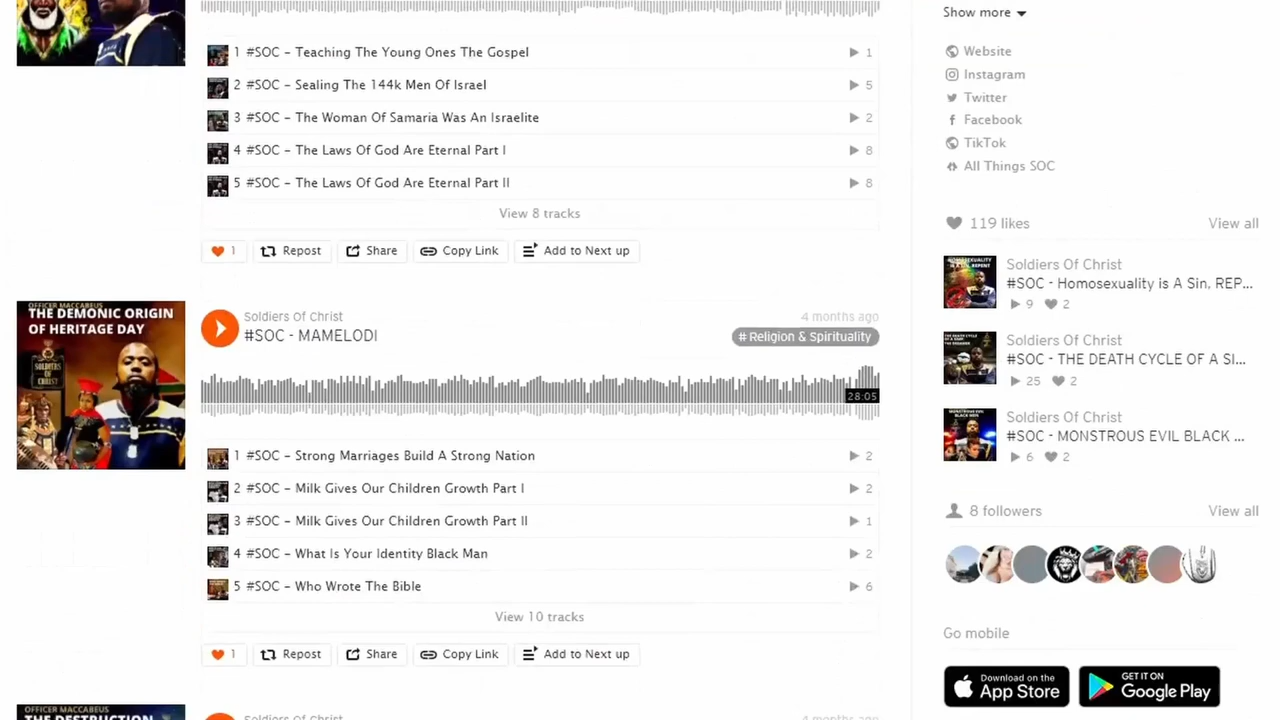 1 #SOC – Teaching The Young Ones The Gospel 1
2 #SOC – Sealing The 144k Men Of Israel 5
3 #SOC – The Woman Of Samaria Was An Israelite 2
4 #SOC – The Laws Of God Are Eternal Part I 8
5 #SOC – The Laws Of God Are Eternal Part II 8
View 8 tracks
1 Repost Share Copy Link Add to Next up
OFFICER MACCABEUS
THE DEMONIC ORIGIN
OF HERITAGE DAY
SOLDIERS
OF
CHRIST
Soldiers Of Christ 4 months ago
#SOC - MAMELODI # Religion & Spirituality
28:05
1 #SOC – Strong Marriages Build A Strong Nation 2
2 #SOC – Milk Gives Our Children Growth Part I 2
3 #SOC – Milk Gives Our Children Growth Part II 1
4 #SOC – What Is Your Identity Black Man 2
5 #SOC – Who Wrote The Bible 6
View 10 tracks
1 Repost Share Copy Link Add to Next up
OFFICER MACCABEUS
THE DESTRUCTION
Soldiers Of Christ 4 months ago
Show more
Website
Instagram
Twitter
Facebook
TikTok
All Things SOC
119 likes View all
Soldiers Of Christ
#SOC - Homosexuality is A Sin, REP...
9 2
Soldiers Of Christ
#SOC - THE DEATH CYCLE OF A SI...
25 2
Soldiers Of Christ
#SOC - MONSTROUS EVIL BLACK ...
6 2
8 followers View all
Go mobile
Download on the
App Store
GET IT ON
Google Play